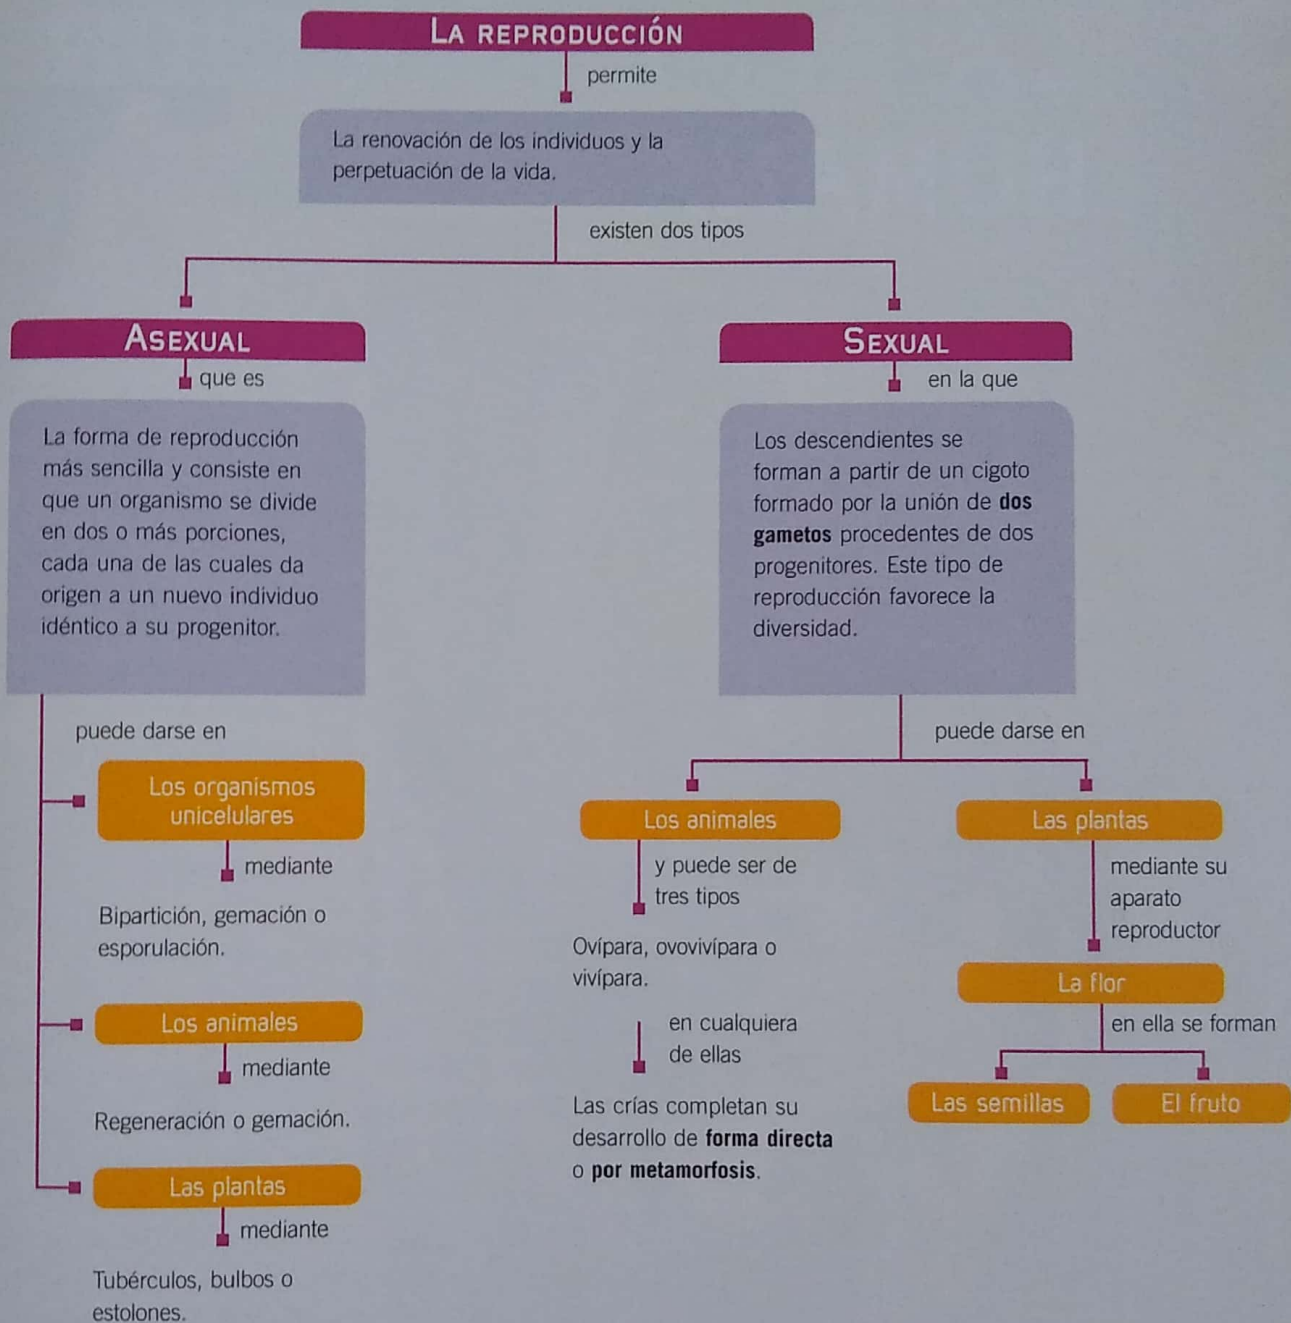 LA REPRODUCCIÓN
permite
La renovación de los individuos y la
perpetuación de la vida.
existen dos tipos
ASEXUAL
que es
La forma de reproducción
más sencilla y consiste en
que un organismo se divide
en dos o más porciones,
cada una de las cuales da
origen a un nuevo individuo
idéntico a su progenitor.
puede darse en
Los organismos
unicelulares
mediante
Bipartición, gemación o
esporulación.
Los animales
mediante
Regeneración o gemación.
Las plantas
mediante
Tubérculos, bulbos o
estolones.
SEXUAL
en la que
Los descendientes se
forman a partir de un cigoto
formado por la unión de dos
gametos procedentes de dos
progenitores. Este tipo de
reproducción favorece la
diversidad.
puede darse en
Los animales
y puede ser de
tres tipos
Ovípara, ovovivípara o
vivípara.
en cualquiera
de ellas
Las crías completan su
desarrollo de forma directa
o por metamorfosis.
Las plantas
mediante su
aparato
reproductor
La flor
en ella se forman
Las semillas
El fruto